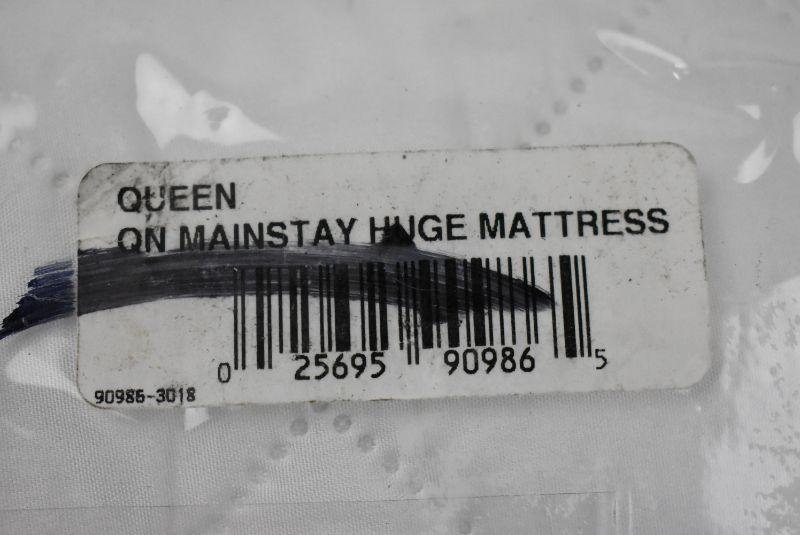 QUEEN
QN MAINSTAY HUGE MATTRESS
0 25695 90986 5
90986-3018